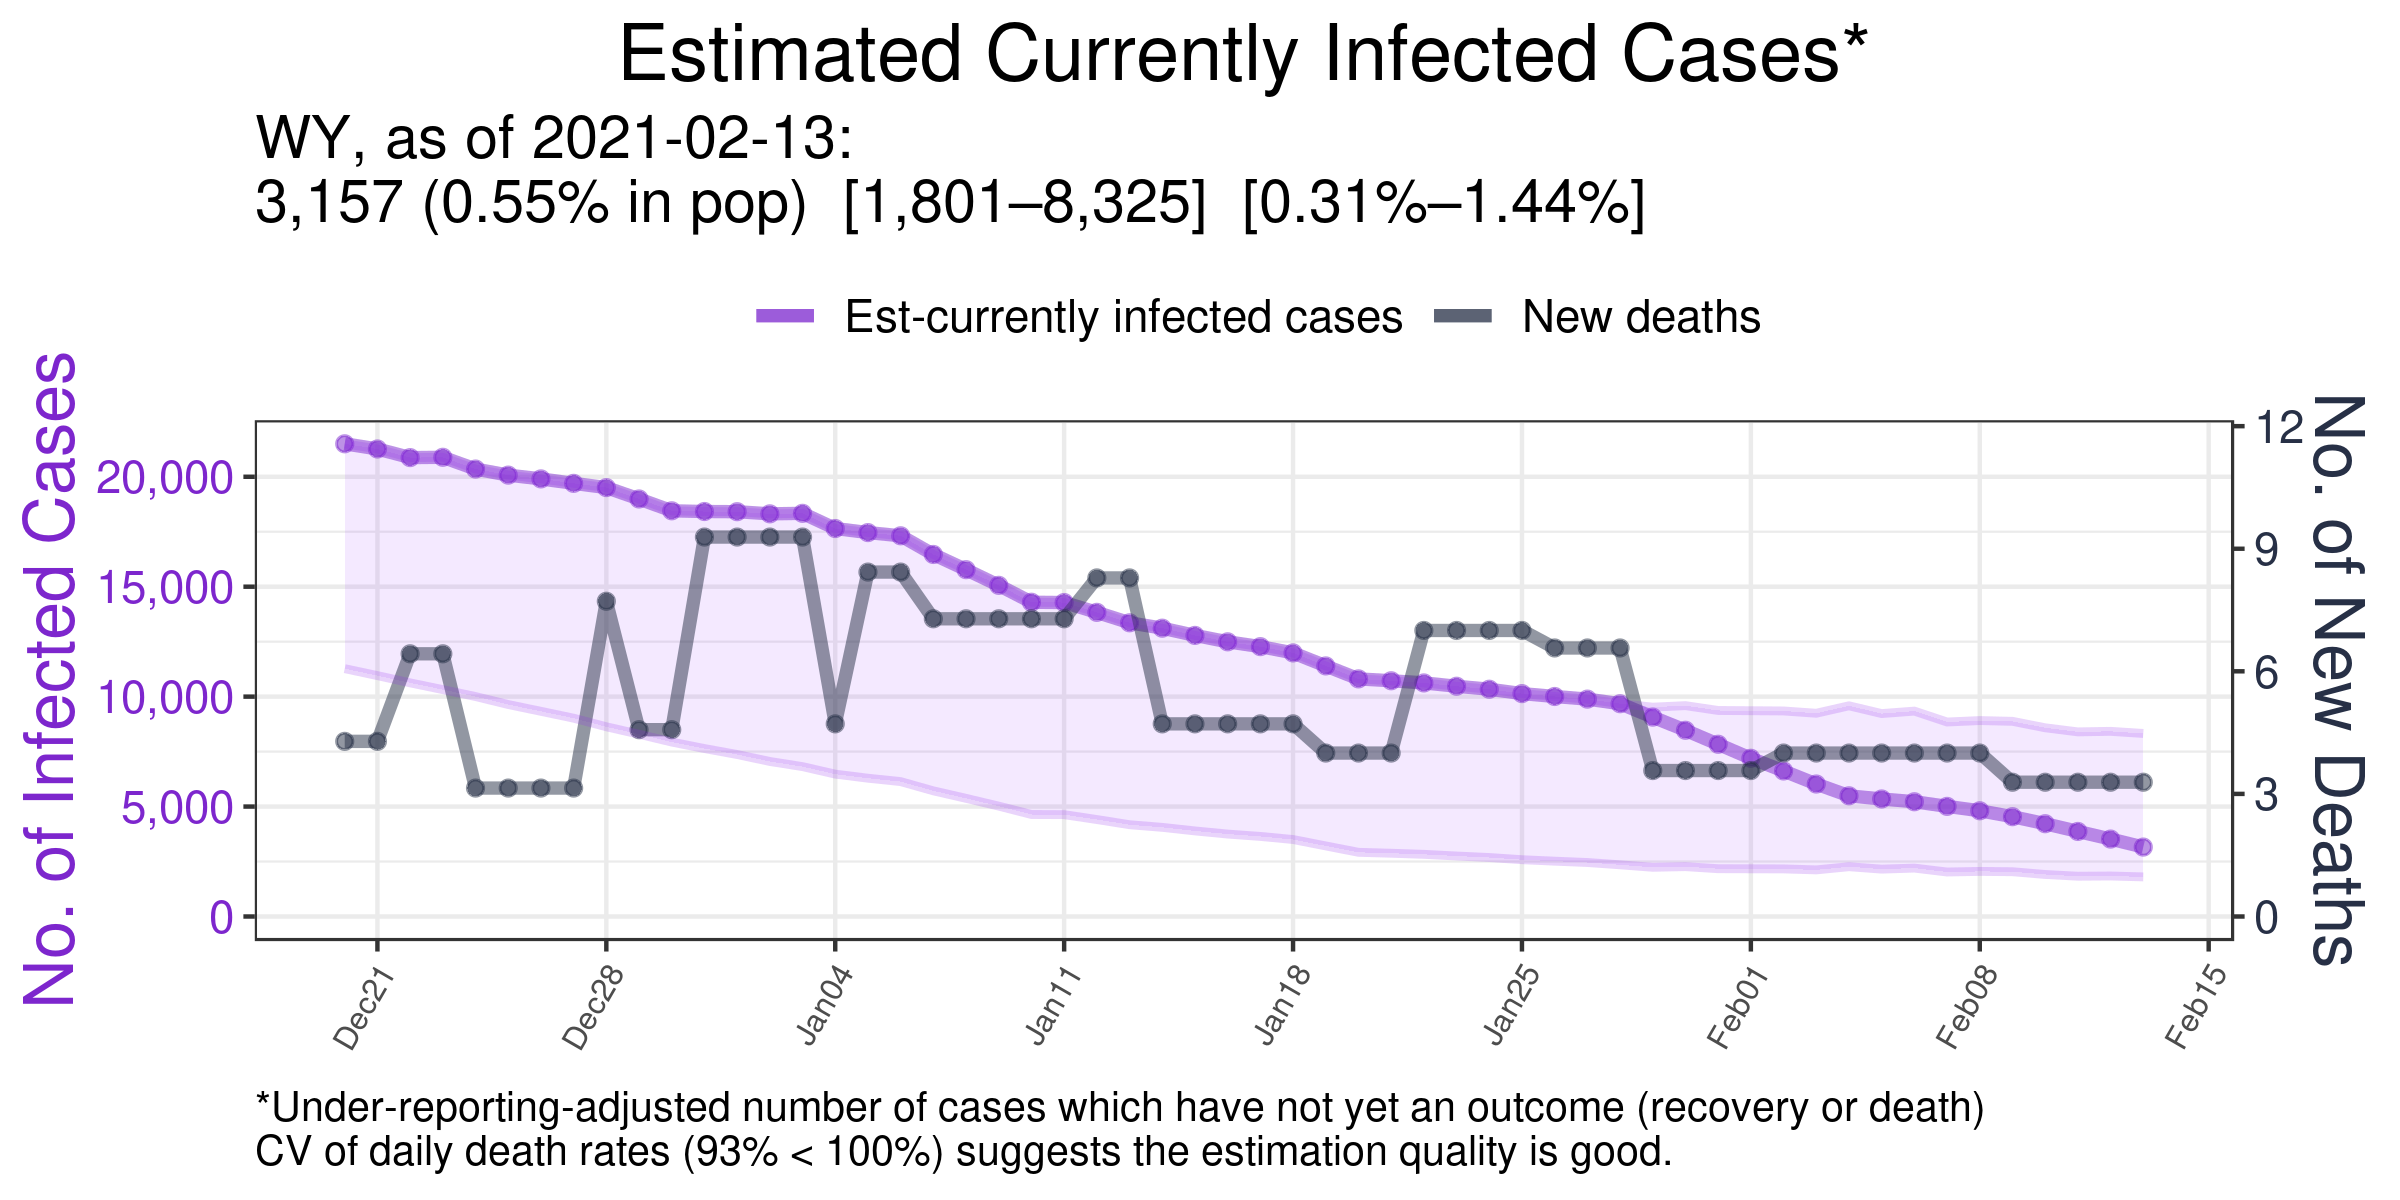 Estimated Currently Infected Cases*
WY, as of 2021-02-13:
3,157 (0.55% in pop)  [1,801–8,325]  [0.31%–1.44%]
Est-currently infected cases
New deaths
No. of Infected Cases
20,000
15,000
10,000
5,000
0
12
9
6
3
0
No. of New Deaths
Dec21
Dec28
Jan04
Jan11
Jan18
Jan25
Feb01
Feb08
Feb15
*Under-reporting-adjusted number of cases which have not yet an outcome (recovery or death)
CV of daily death rates (93% < 100%) suggests the estimation quality is good.